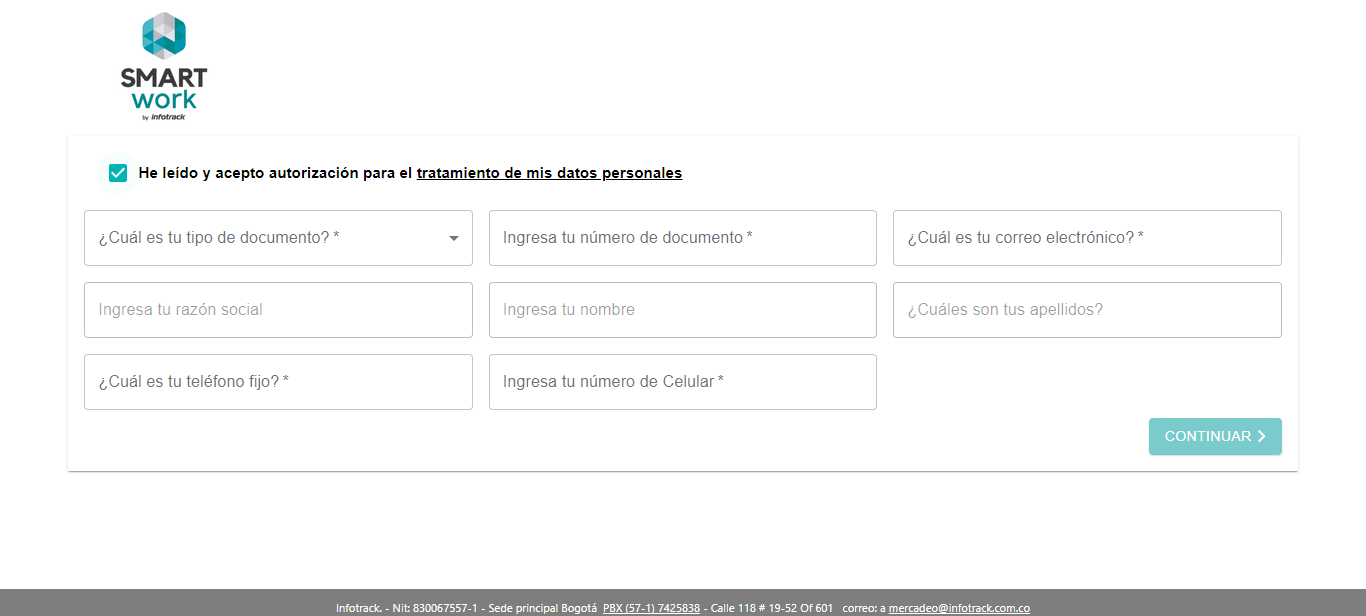 SMART
work
by infotrack
He leído y acepto autorización para el tratamiento de mis datos personales
¿Cuál es tu tipo de documento? *
Ingresa tu número de documento *
¿Cuál es tu correo electrónico? *
Ingresa tu razón social
Ingresa tu nombre
¿Cuáles son tus apellidos?
¿Cuál es tu teléfono fijo? *
Ingresa tu número de Celular *
CONTINUAR
Infotrack. - Nit: 830067557-1 - Sede principal Bogotá PBX (57-1) 7425838 - Calle 118 # 19-52 Of 601 correo: a mercadeo@infotrack.com.co